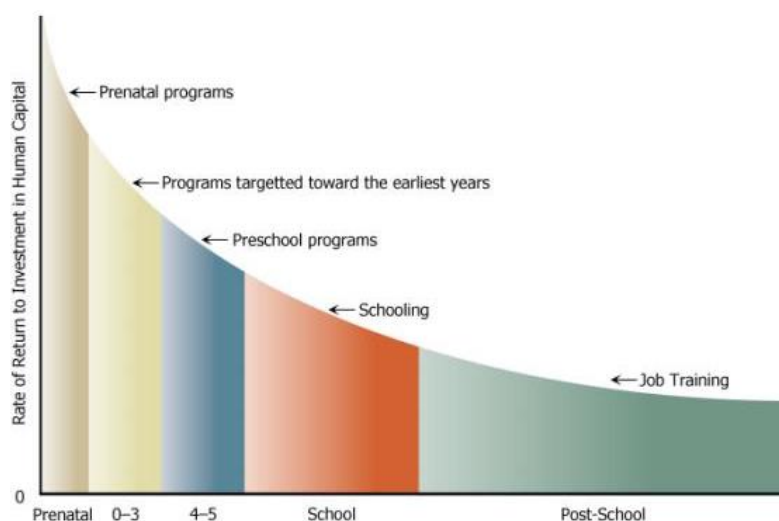 Rate of Return to Investment in Human Capital
Prenatal programs
Programs targetted toward the earliest years
Preschool programs
Schooling
Job Training
0
Prenatal
0–3
4–5
School
Post-School